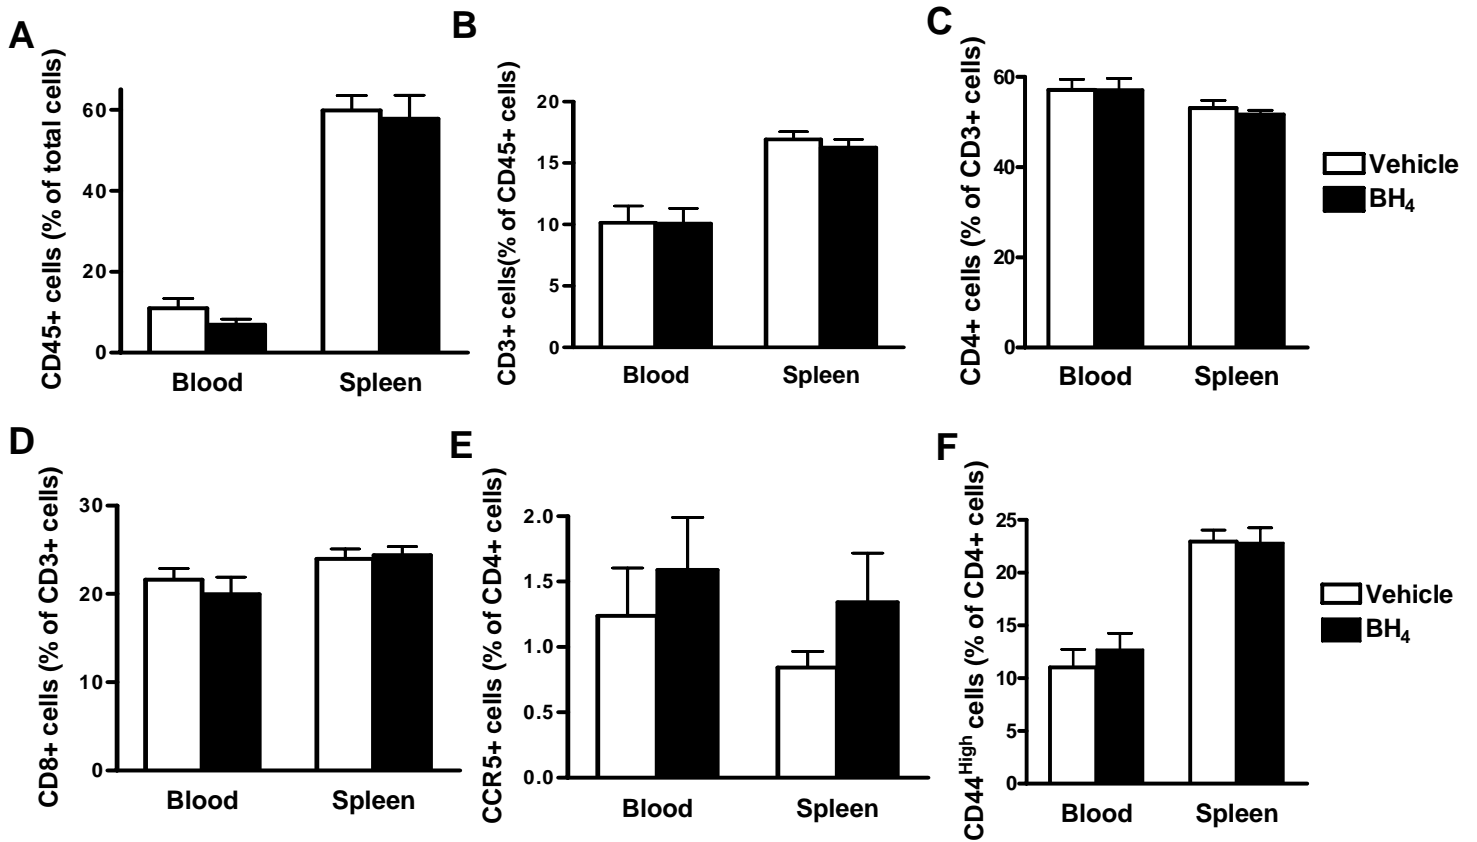 A
CD45+ cells (% of total cells)
60
40
20
0
Blood Spleen
B
CD3+ cells(% of CD45+ cells)
20
15
10
5
0
Blood Spleen
C
CD4+ cells (% of CD3+ cells)
60
40
20
0
Blood Spleen
Vehicle
BH4
D
CD8+ cells (% of CD3+ cells)
30
20
10
0
Blood Spleen
E
CCR5+ cells (% of CD4+ cells)
2.0
1.5
1.0
0.5
0.0
Blood Spleen
F
CD44High cells (% of CD4+ cells)
25
20
15
10
5
0
Blood Spleen
Vehicle
BH4